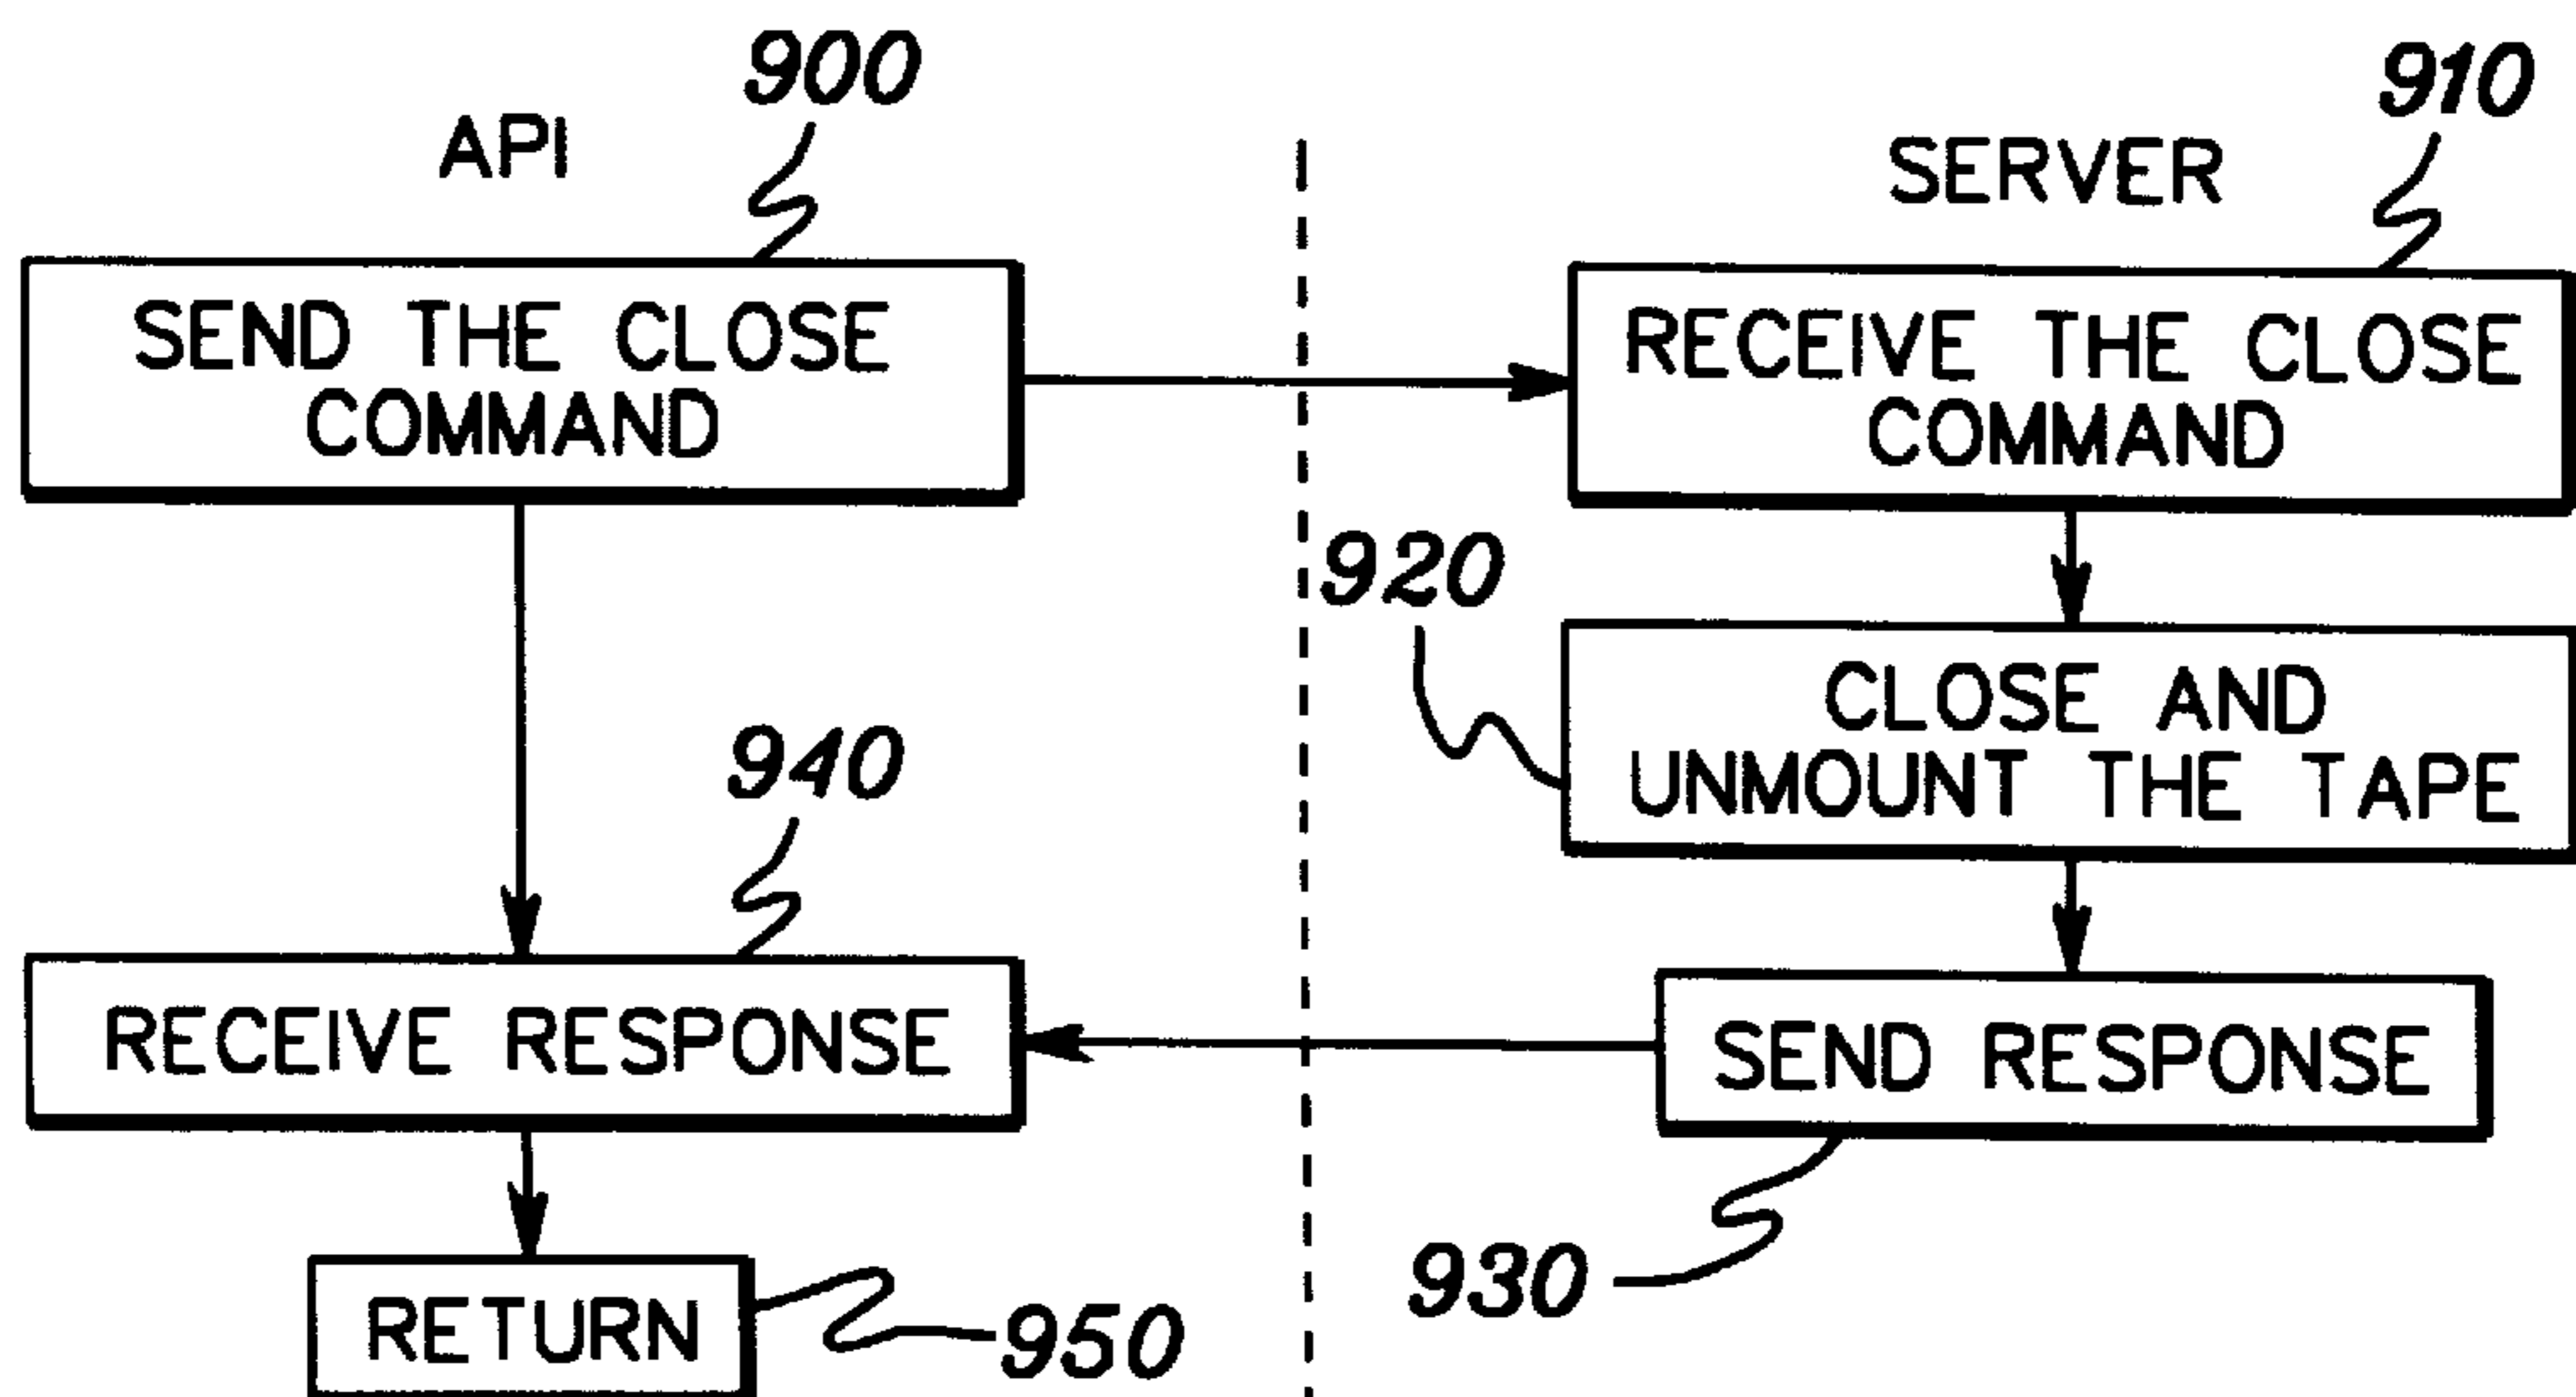 900
910
API
SERVER
SEND THE CLOSE
COMMAND
RECEIVE THE CLOSE
COMMAND
920
CLOSE AND
UNMOUNT THE TAPE
940
RECEIVE RESPONSE
SEND RESPONSE
930
RETURN
950